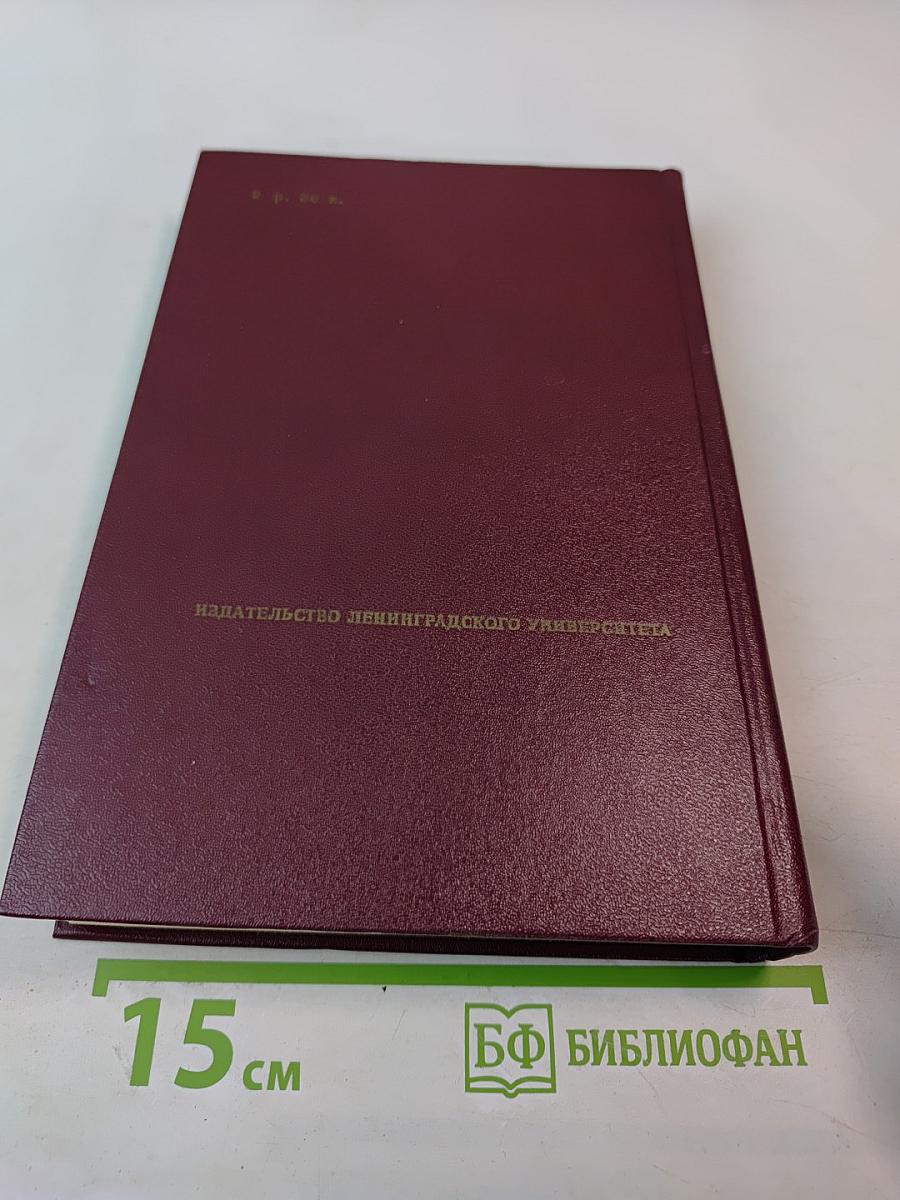 р. к.
ИЗДАТЕЛЬСТВО ЛЕНИНГРАДСКОГО УНИВЕРСИТЕТА
15 см
БФ БИБЛИОФАН